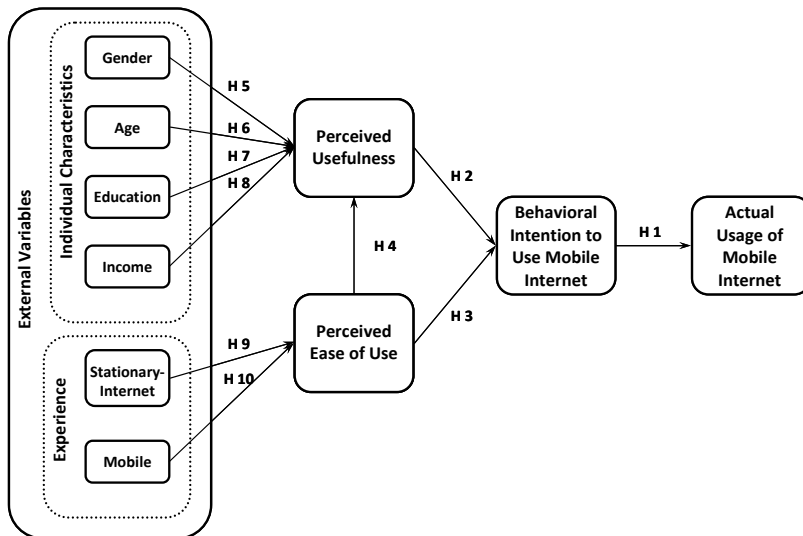 External Variables
Individual Characteristics
Gender
Age
Education
Income
Experience
Stationary-
Internet
Mobile
H 5
H 6
H 7
H 8
H 9
H 10
Perceived
Usefulness
H 4
Perceived
Ease of Use
H 2
H 3
Behavioral
Intention to
Use Mobile
Internet
H 1
Actual
Usage of
Mobile
Internet